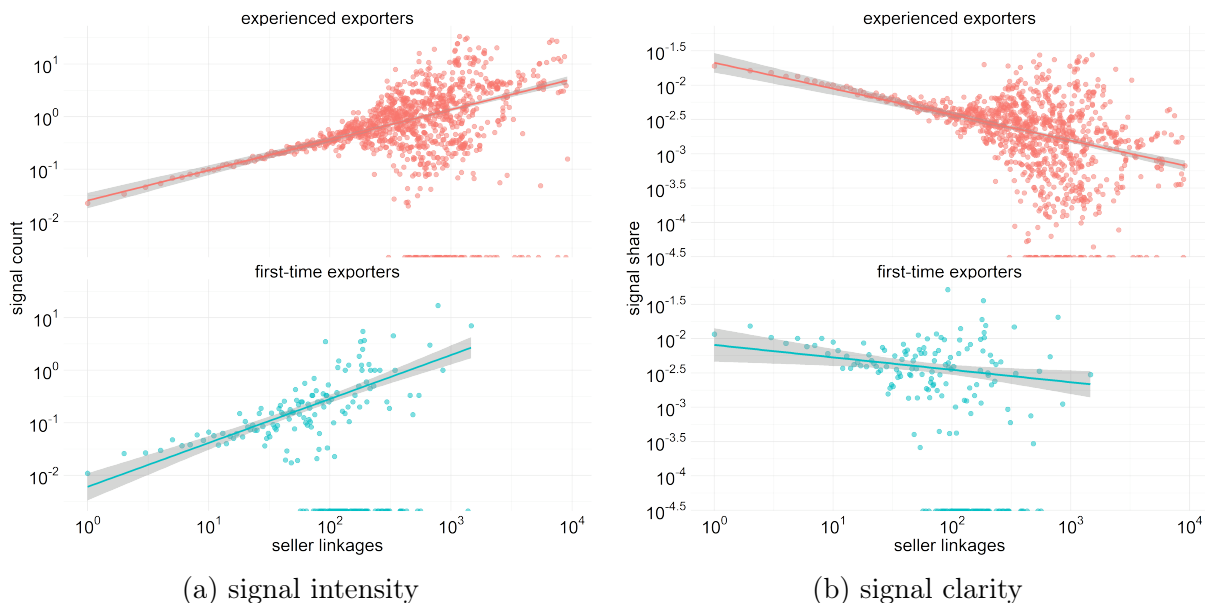 experienced exporters
10^1
10^0
10^-1
10^-2
first-time exporters
10^1
10^0
10^-1
10^-2
signal count
10^0 10^1 10^2 10^3 10^4
seller linkages
(a) signal intensity
experienced exporters
10^-1.5
10^-2
10^-2.5
10^-3
10^-3.5
10^-4
10^-4.5
first-time exporters
10^-1.5
10^-2
10^-2.5
10^-3
10^-3.5
10^-4
10^-4.5
signal share
10^0 10^1 10^2 10^3 10^4
seller linkages
(b) signal clarity